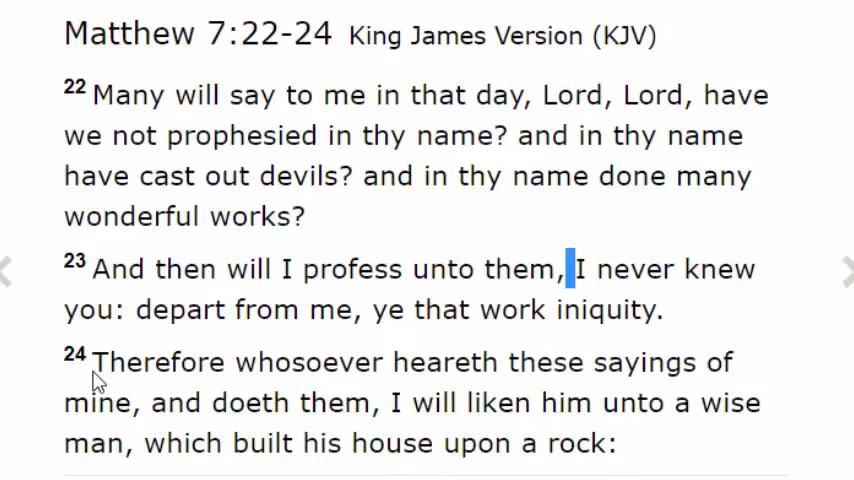 Matthew 7:22-24 King James Version (KJV)
22 Many will say to me in that day, Lord, Lord, have
we not prophesied in thy name? and in thy name
have cast out devils? and in thy name done many
wonderful works?
23 And then will I profess unto them, I never knew
you: depart from me, ye that work iniquity.
24 Therefore whosoever heareth these sayings of
mine, and doeth them, I will liken him unto a wise
man, which built his house upon a rock: